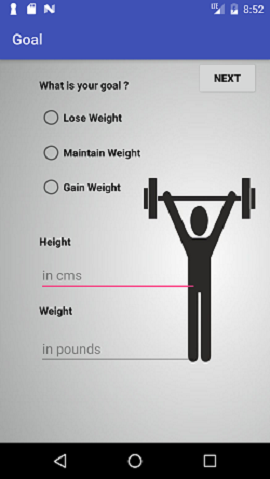 8:52
Goal
NEXT
What is your goal ?
Lose Weight
Maintain Weight
Gain Weight
Height
in cms
Weight
in pounds